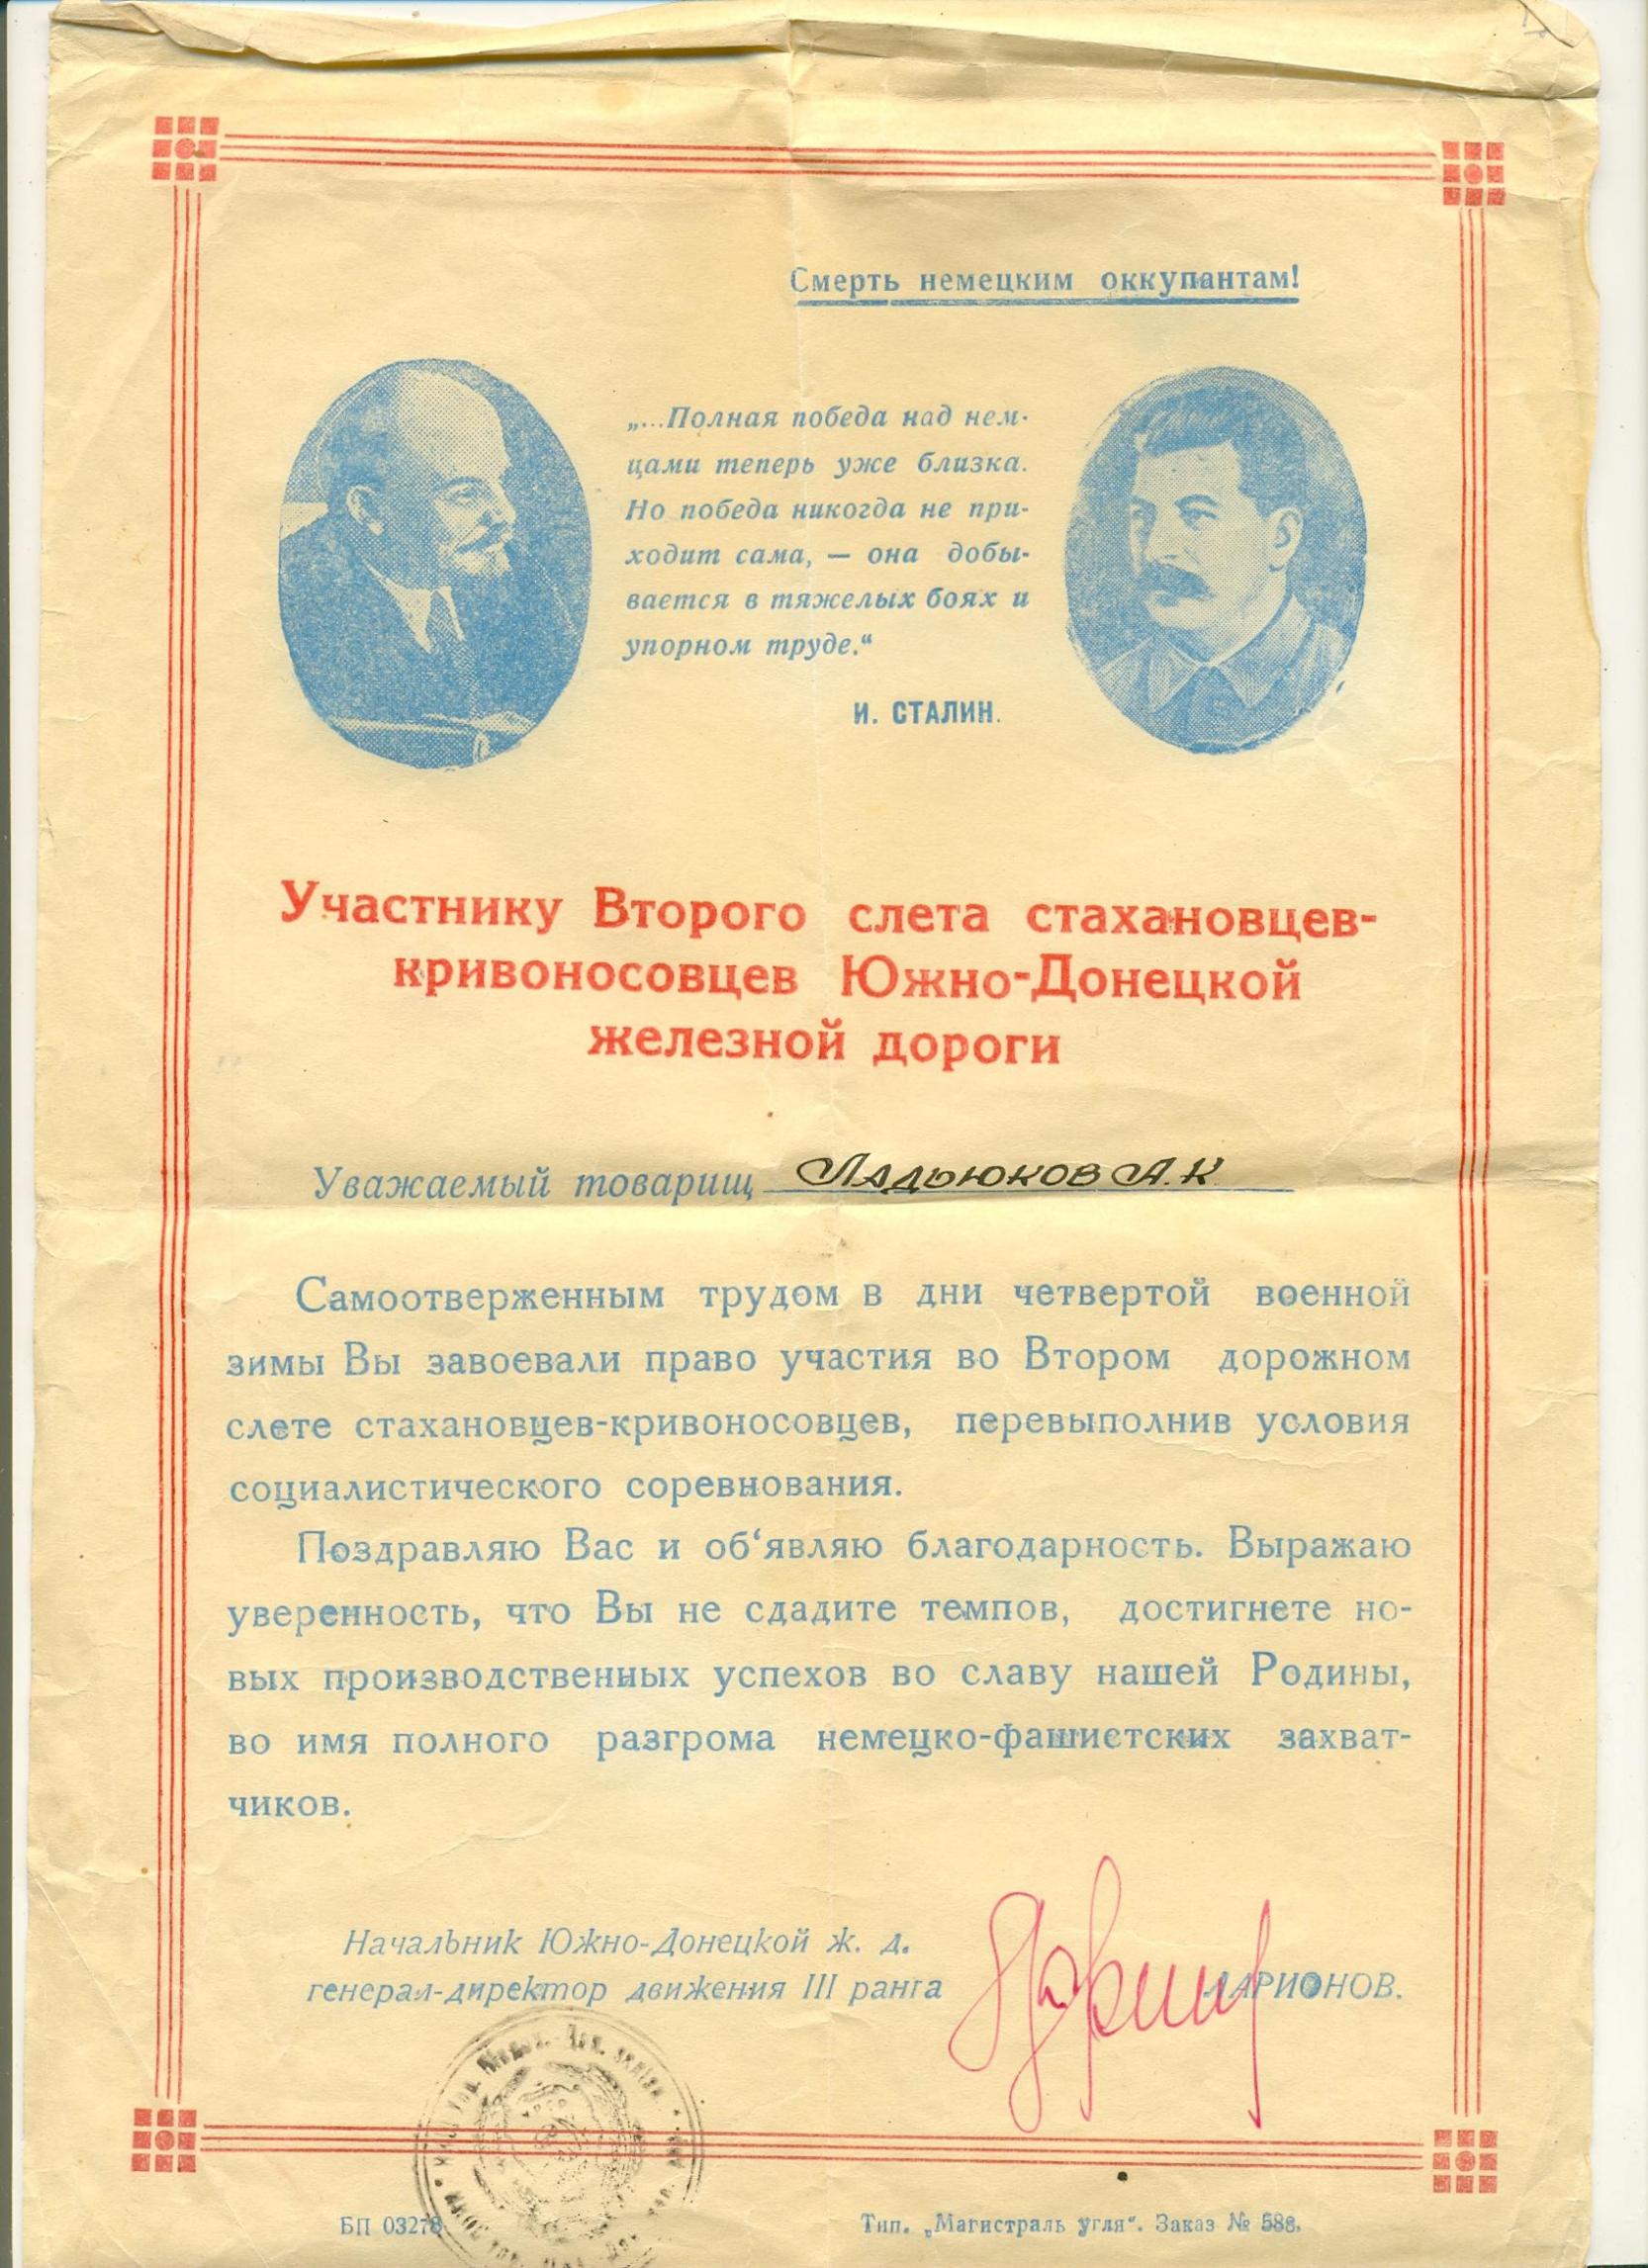 Смерть немецким оккупантам!
„...Полная победа над нем-
цами теперь уже близка.
Но победа никогда не при-
ходит сама, — она добы-
вается в тяжелых боях и
упорном труде.“
И. СТАЛИН.
Участнику Второго слета стахановцев-
кривоносовцев Южно-Донецкой
железной дороги
Уважаемый товарищ Ладьюков А.К.
Самоотверженным трудом в дни четвертой военной
зимы Вы завоевали право участия во Втором дорожном
слете стахановцев-кривоносовцев, перевыполнив условия
социалистического соревнования.
Поздравляю Вас и об‘являю благодарность. Выражаю
уверенность, что Вы не сдадите темпов, достигнете но-
вых производственных успехов во славу нашей Родины,
во имя полного разгрома немецко-фашистских захват-
чиков.
Начальник Южно-Донецкой ж. д.
генерал-директор движения III ранга ЛАРИОНОВ.
БП 03278
Тип. „Магистраль угля“. Заказ №